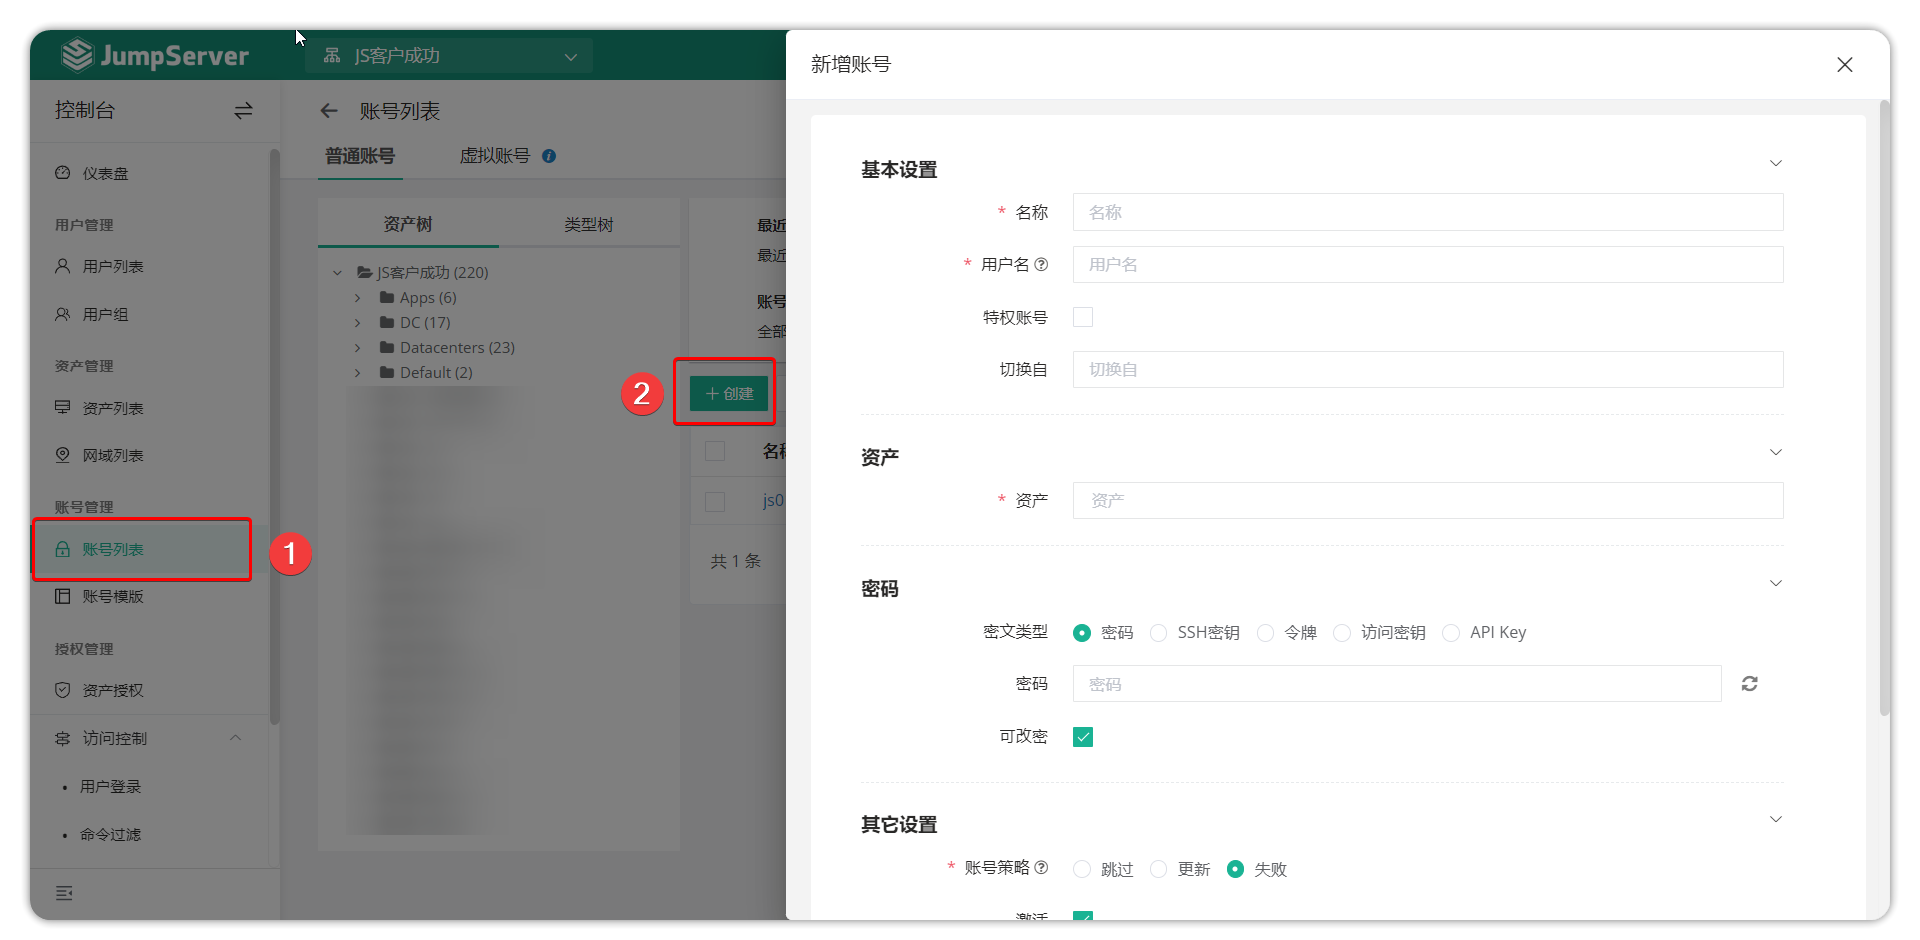 JumpServer
JS客户成功
新增账号
控制台
账号列表
普通账号
虚拟账号
仪表盘
用户管理
用户列表
用户组
资产管理
资产列表
网域列表
账号管理
账号列表
1
账号模版
授权管理
资产授权
访问控制
• 用户登录
• 命令过滤
资产树
类型树
JS客户成功 (220)
Apps (6)
DC (17)
Datacenters (23)
Default (2)
最近
最近
账号
全部
2
创建
名称
js0
共 1 条
基本设置
* 名称
名称
* 用户名
用户名
特权账号
切换自
切换自
资产
* 资产
资产
密码
密文类型
密码 SSH密钥 令牌 访问密钥 API Key
密码
密码
可改密
其它设置
* 账号策略
跳过 更新 失败
激活